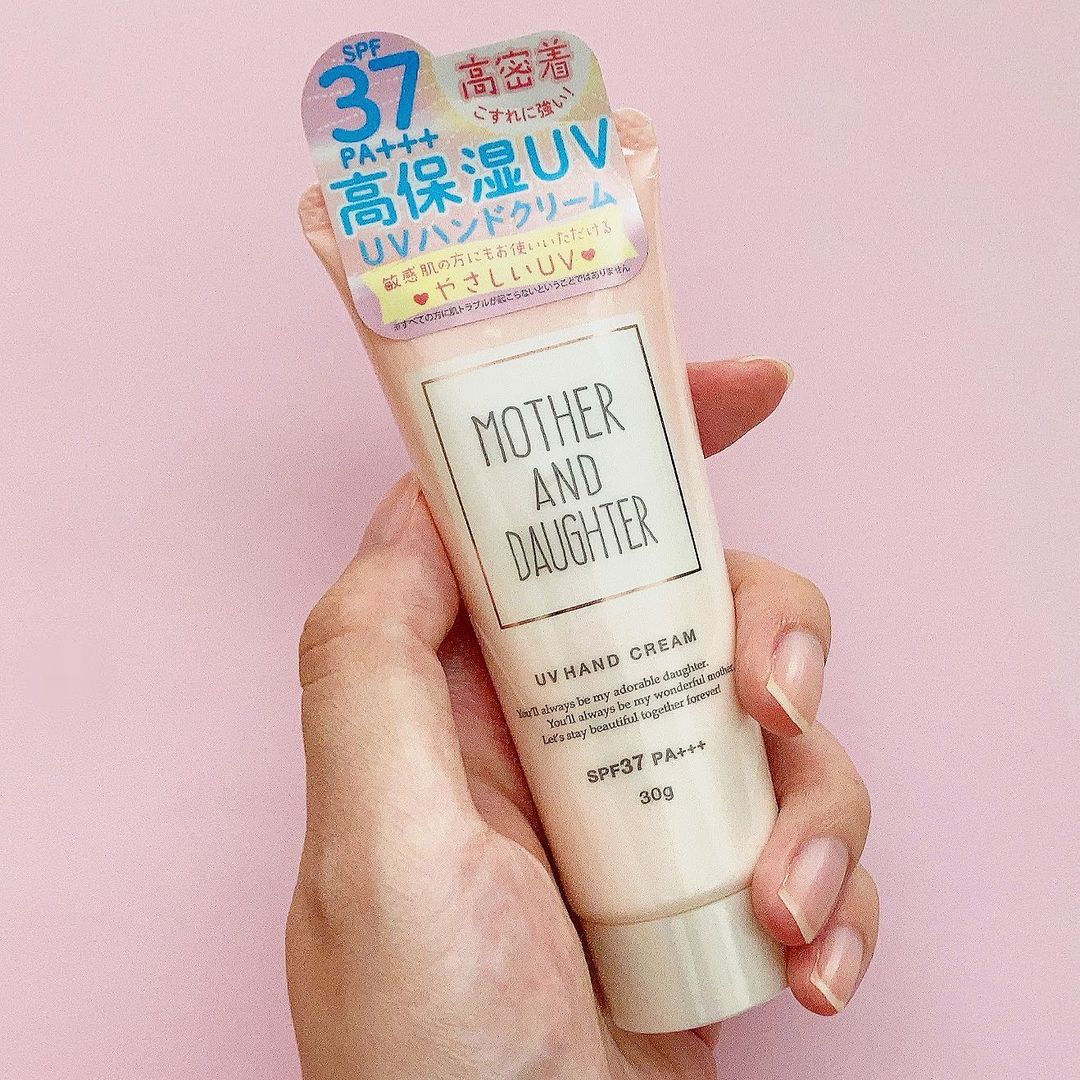 SPF
37
PA+++
高密着
こすれに強い!
高保湿UV
UVハンドクリーム
敏感肌の方にもお使いいただける
♥やさしいUV♥
※すべての方に肌トラブルが起こらないということではありません
MOTHER
AND
DAUGHTER
UV HAND CREAM
You'll always be my adorable daughter.
You'll always be my wonderful mother.
Let's stay beautiful together forever!
SPF37 PA+++
30g